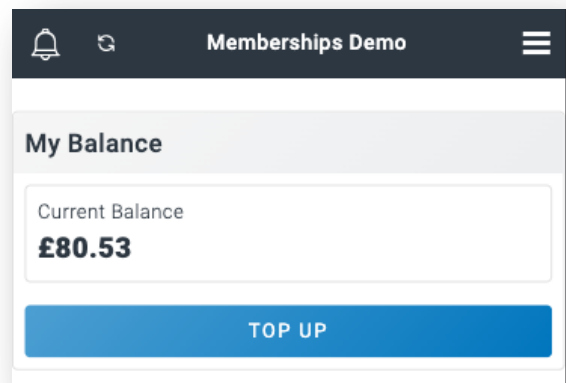 Memberships Demo
My Balance
Current Balance
£80.53
TOP UP